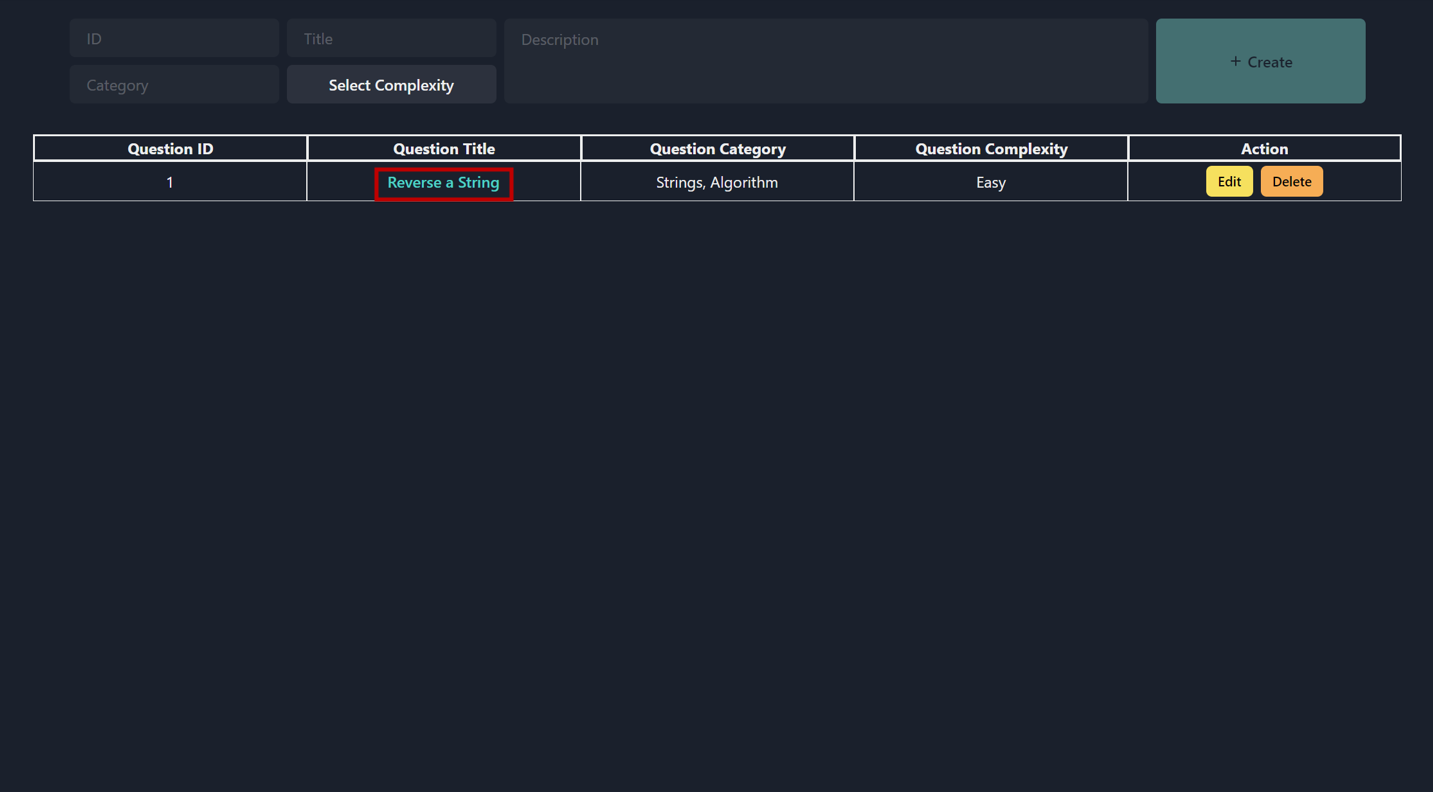 ID
Title
Description
+ Create
Category
Select Complexity
Question ID
Question Title
Question Category
Question Complexity
Action
1
Reverse a String
Strings, Algorithm
Easy
Edit
Delete